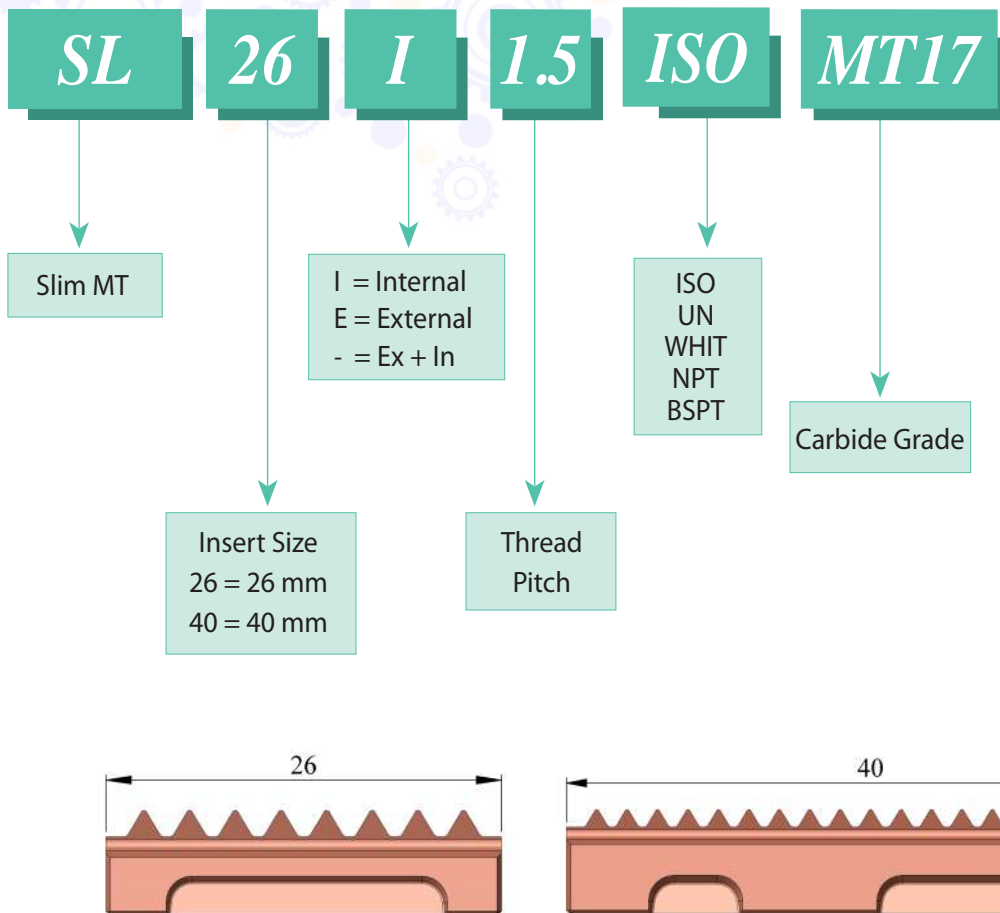 SL 26 I 1.5 ISO MT17
Slim MT
I = Internal
E = External
- = Ex + In
ISO
UN
WHIT
NPT
BSPT
Carbide Grade
Insert Size
26 = 26 mm
40 = 40 mm
Thread
Pitch
26
40